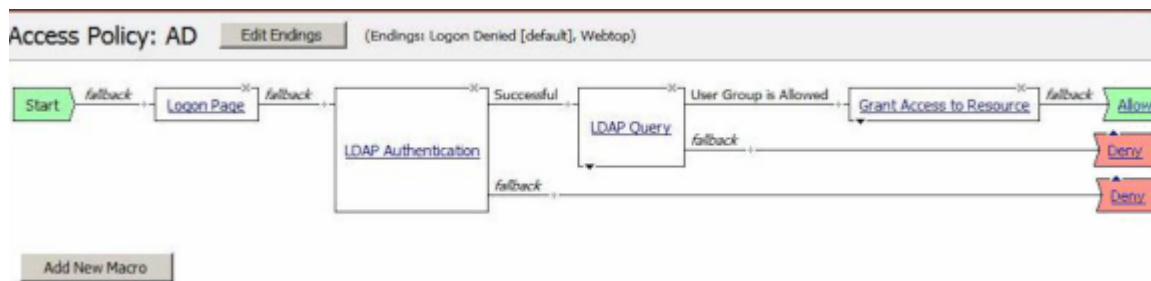 Access Policy: AD Edit Endings (Endings: Logon Denied [default], Webtop)
Start fallback + Logon Page fallback + LDAP Authentication Successful + LDAP Query User Group is Allowed + Grant Access to Resource fallback + Allow
fallback + Deny
fallback + Deny
Add New Macro